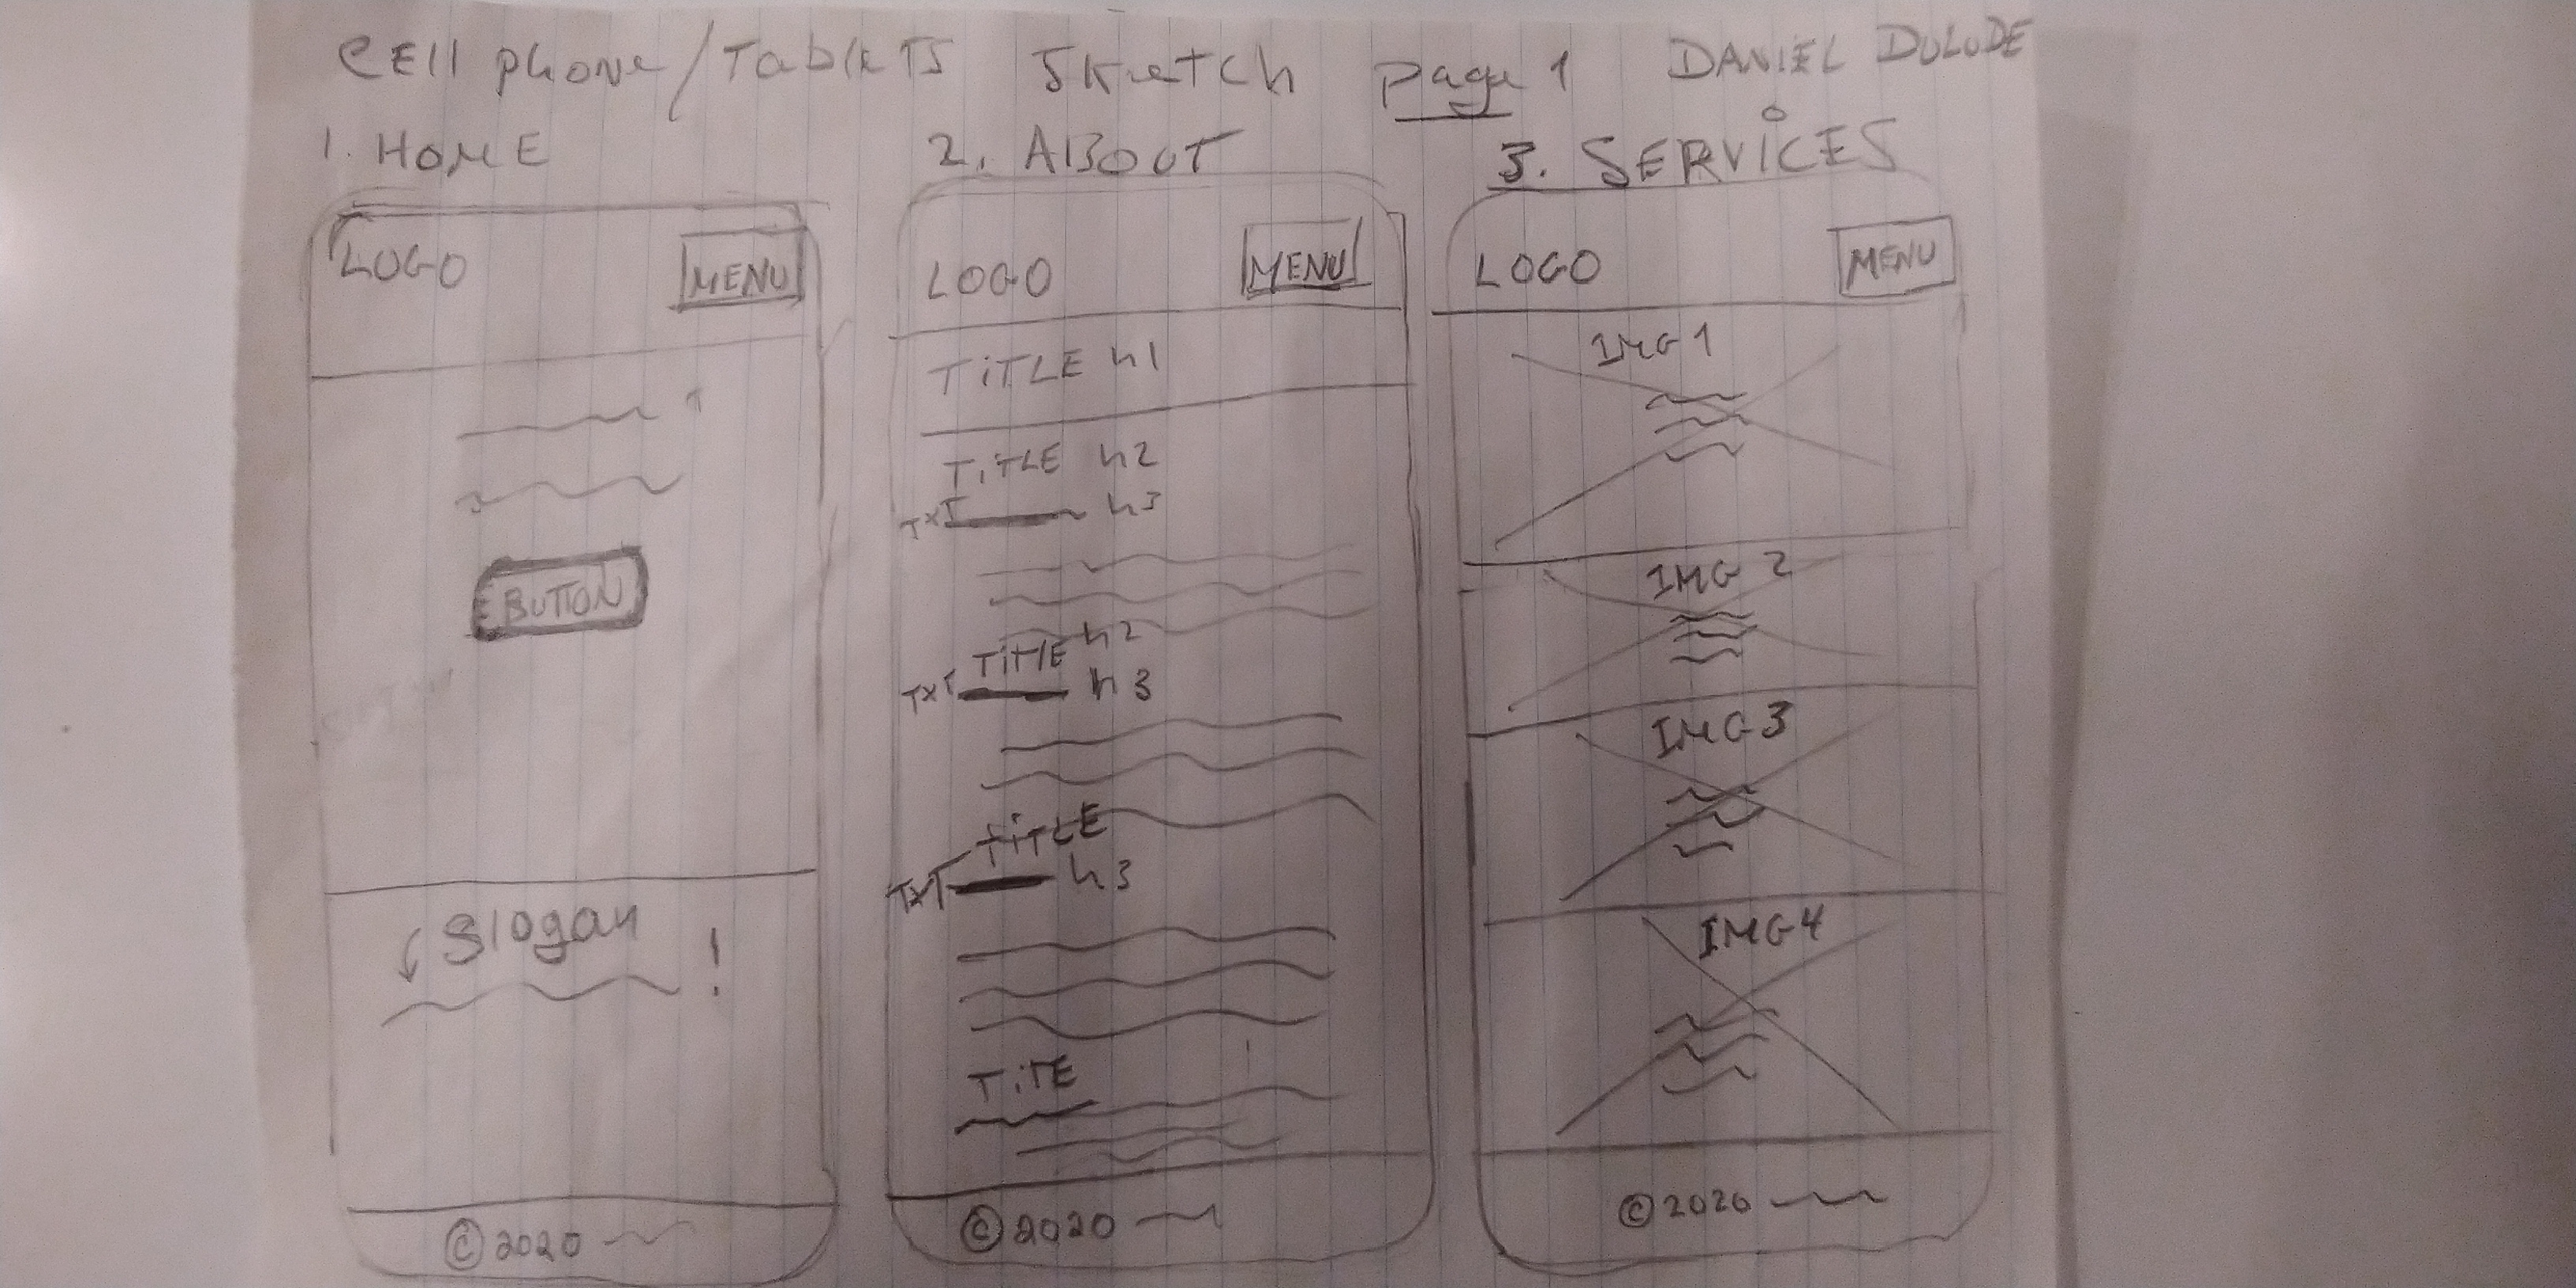 CEll phone/TablETS Sketch page 1 DANIEL DULUDE
1. HOME
LOGO MENU
BUTTON
Slogan !
©2020
2. ABOUT
LOGO MENU
TITLE h1
TITLE h2
TXT h3
TITLE h2
TXT h3
TITLE
TXT h3
TITE
©2020
3. SERVICES
LOGO MENU
IMG 1
IMG 2
IMG 3
IMG 4
©2020